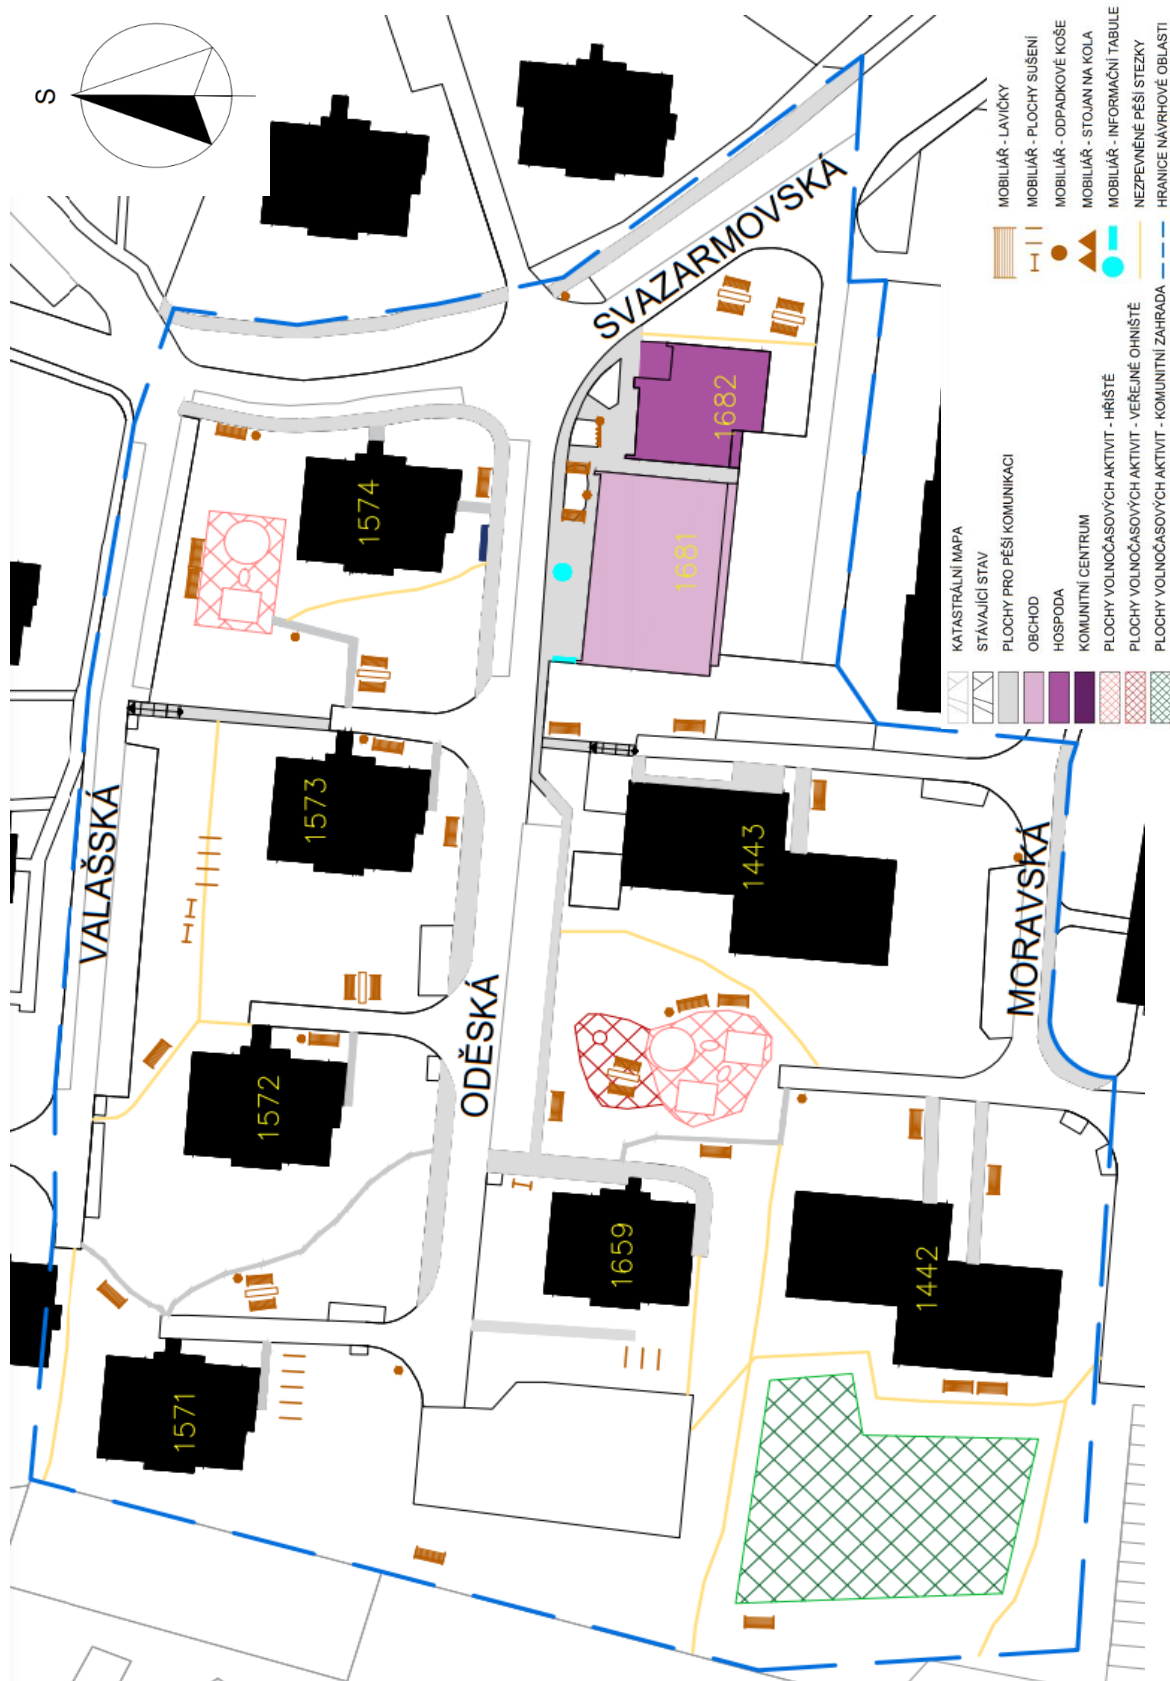 S
VALAŠSKÁ
SVAZARMOVSKÁ
ODĚSKÁ
MORAVSKÁ
1574
1682
1681
1573
1443
1572
1659
1442
1571
KATASTRÁLNÍ MAPA
STÁVAJÍCÍ STAV
PLOCHY PRO PĚŠÍ KOMUNIKACI
OBCHOD
HOSPODA
KOMUNITNÍ CENTRUM
PLOCHY VOLNOČASOVÝCH AKTIVIT - HŘIŠTĚ
PLOCHY VOLNOČASOVÝCH AKTIVIT - VEŘEJNÉ OHNIŠTĚ
PLOCHY VOLNOČASOVÝCH AKTIVIT - KOMUNITNÍ ZAHRADA
MOBILIÁŘ - LAVIČKY
MOBILIÁŘ - PLOCHY SUŠENÍ
MOBILIÁŘ - ODPADKOVÉ KOŠE
MOBILIÁŘ - STOJAN NA KOLA
MOBILIÁŘ - INFORMAČNÍ TABULE
NEZPEVNĚNÉ PĚŠÍ STEZKY
HRANICE NÁVRHOVÉ OBLASTI